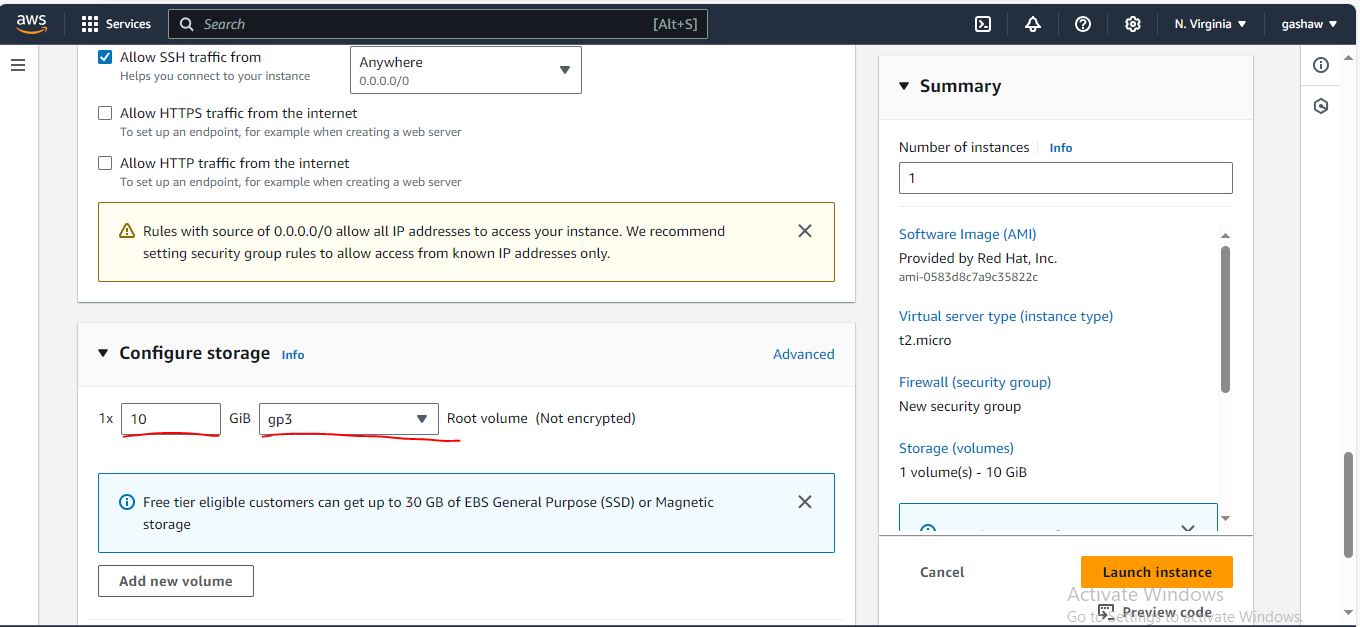 aws
Services
Search
[Alt+S]
N. Virginia
gashaw
Allow SSH traffic from
Helps you connect to your instance
Anywhere
0.0.0.0/0
Allow HTTPS traffic from the internet
To set up an endpoint, for example when creating a web server
Allow HTTP traffic from the internet
To set up an endpoint, for example when creating a web server
Rules with source of 0.0.0.0/0 allow all IP addresses to access your instance. We recommend
setting security group rules to allow access from known IP addresses only.
Configure storage Info
Advanced
1x 10 GiB gp3 Root volume (Not encrypted)
Free tier eligible customers can get up to 30 GB of EBS General Purpose (SSD) or Magnetic
storage
Add new volume
Summary
Number of instances Info
1
Software Image (AMI)
Provided by Red Hat, Inc.
ami-0583d8c7a9c35822c
Virtual server type (instance type)
t2.micro
Firewall (security group)
New security group
Storage (volumes)
1 volume(s) - 10 GiB
Cancel
Launch instance
Preview code
Activate Windows
Go to Settings to activate Windows.